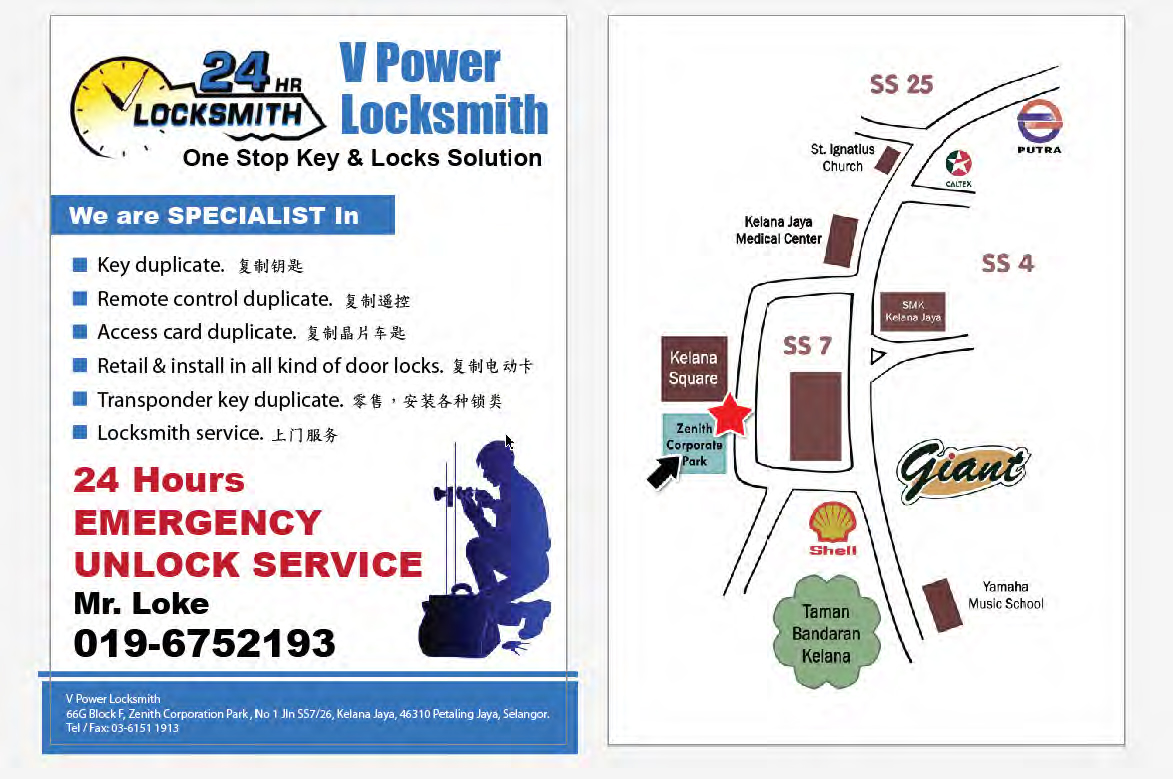 24 HR
LOCKSMITH
V Power
Locksmith
One Stop Key & Locks Solution
We are SPECIALIST In
Key duplicate. 复制钥匙
Remote control duplicate. 复制遥控
Access card duplicate. 复制晶片车匙
Retail & install in all kind of door locks. 复制电动卡
Transponder key duplicate. 零售，安装各种锁类
Locksmith service. 上门服务
24 Hours
EMERGENCY
UNLOCK SERVICE
Mr. Loke
019-6752193
V Power Locksmith
66G Block F, Zenith Corporation Park , No 1 Jln SS7/26, Kelana Jaya, 46310 Petaling Jaya, Selangor.
Tel / Fax: 03-6151 1913
SS 25
PUTRA
St. Ignatius
Church
CALTEX
Kelana Jaya
Medical Center
SS 4
SMK
Kelana Jaya
SS 7
Kelana
Square
Zenith
Corporate
Park
Giant
Shell
Yamaha
Music School
Taman
Bandaran
Kelana